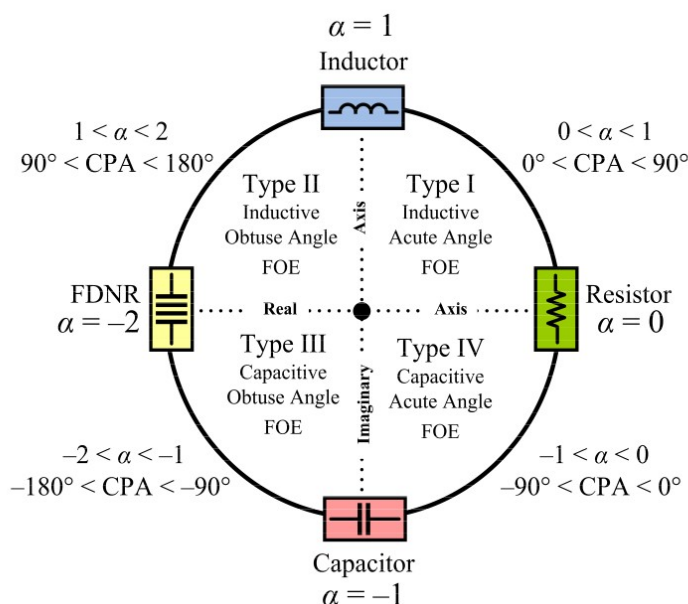 α = 1
Inductor
1 < α < 2
90° < CPA < 180°
0 < α < 1
0° < CPA < 90°
Type II
Inductive
Obtuse Angle
FOE
Axis
Type I
Inductive
Acute Angle
FOE
FDNR
α = –2
Real
Axis
Resistor
α = 0
Type III
Capacitive
Obtuse Angle
FOE
Imaginary
Type IV
Capacitive
Acute Angle
FOE
–2 < α < –1
–180° < CPA < –90°
–1 < α < 0
–90° < CPA < 0°
Capacitor
α = –1